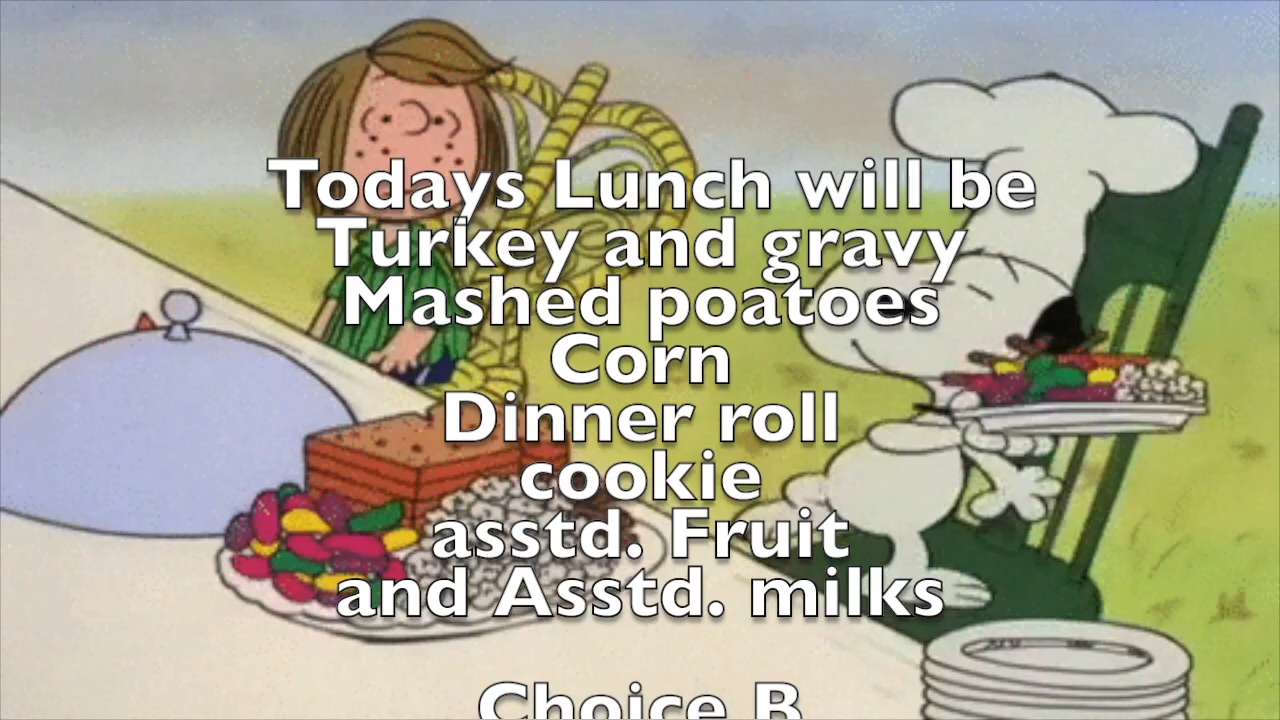 Todays Lunch will be
Turkey and gravy
Mashed poatoes
Corn
Dinner roll
cookie
asstd. Fruit
and Asstd. milks
Choice B